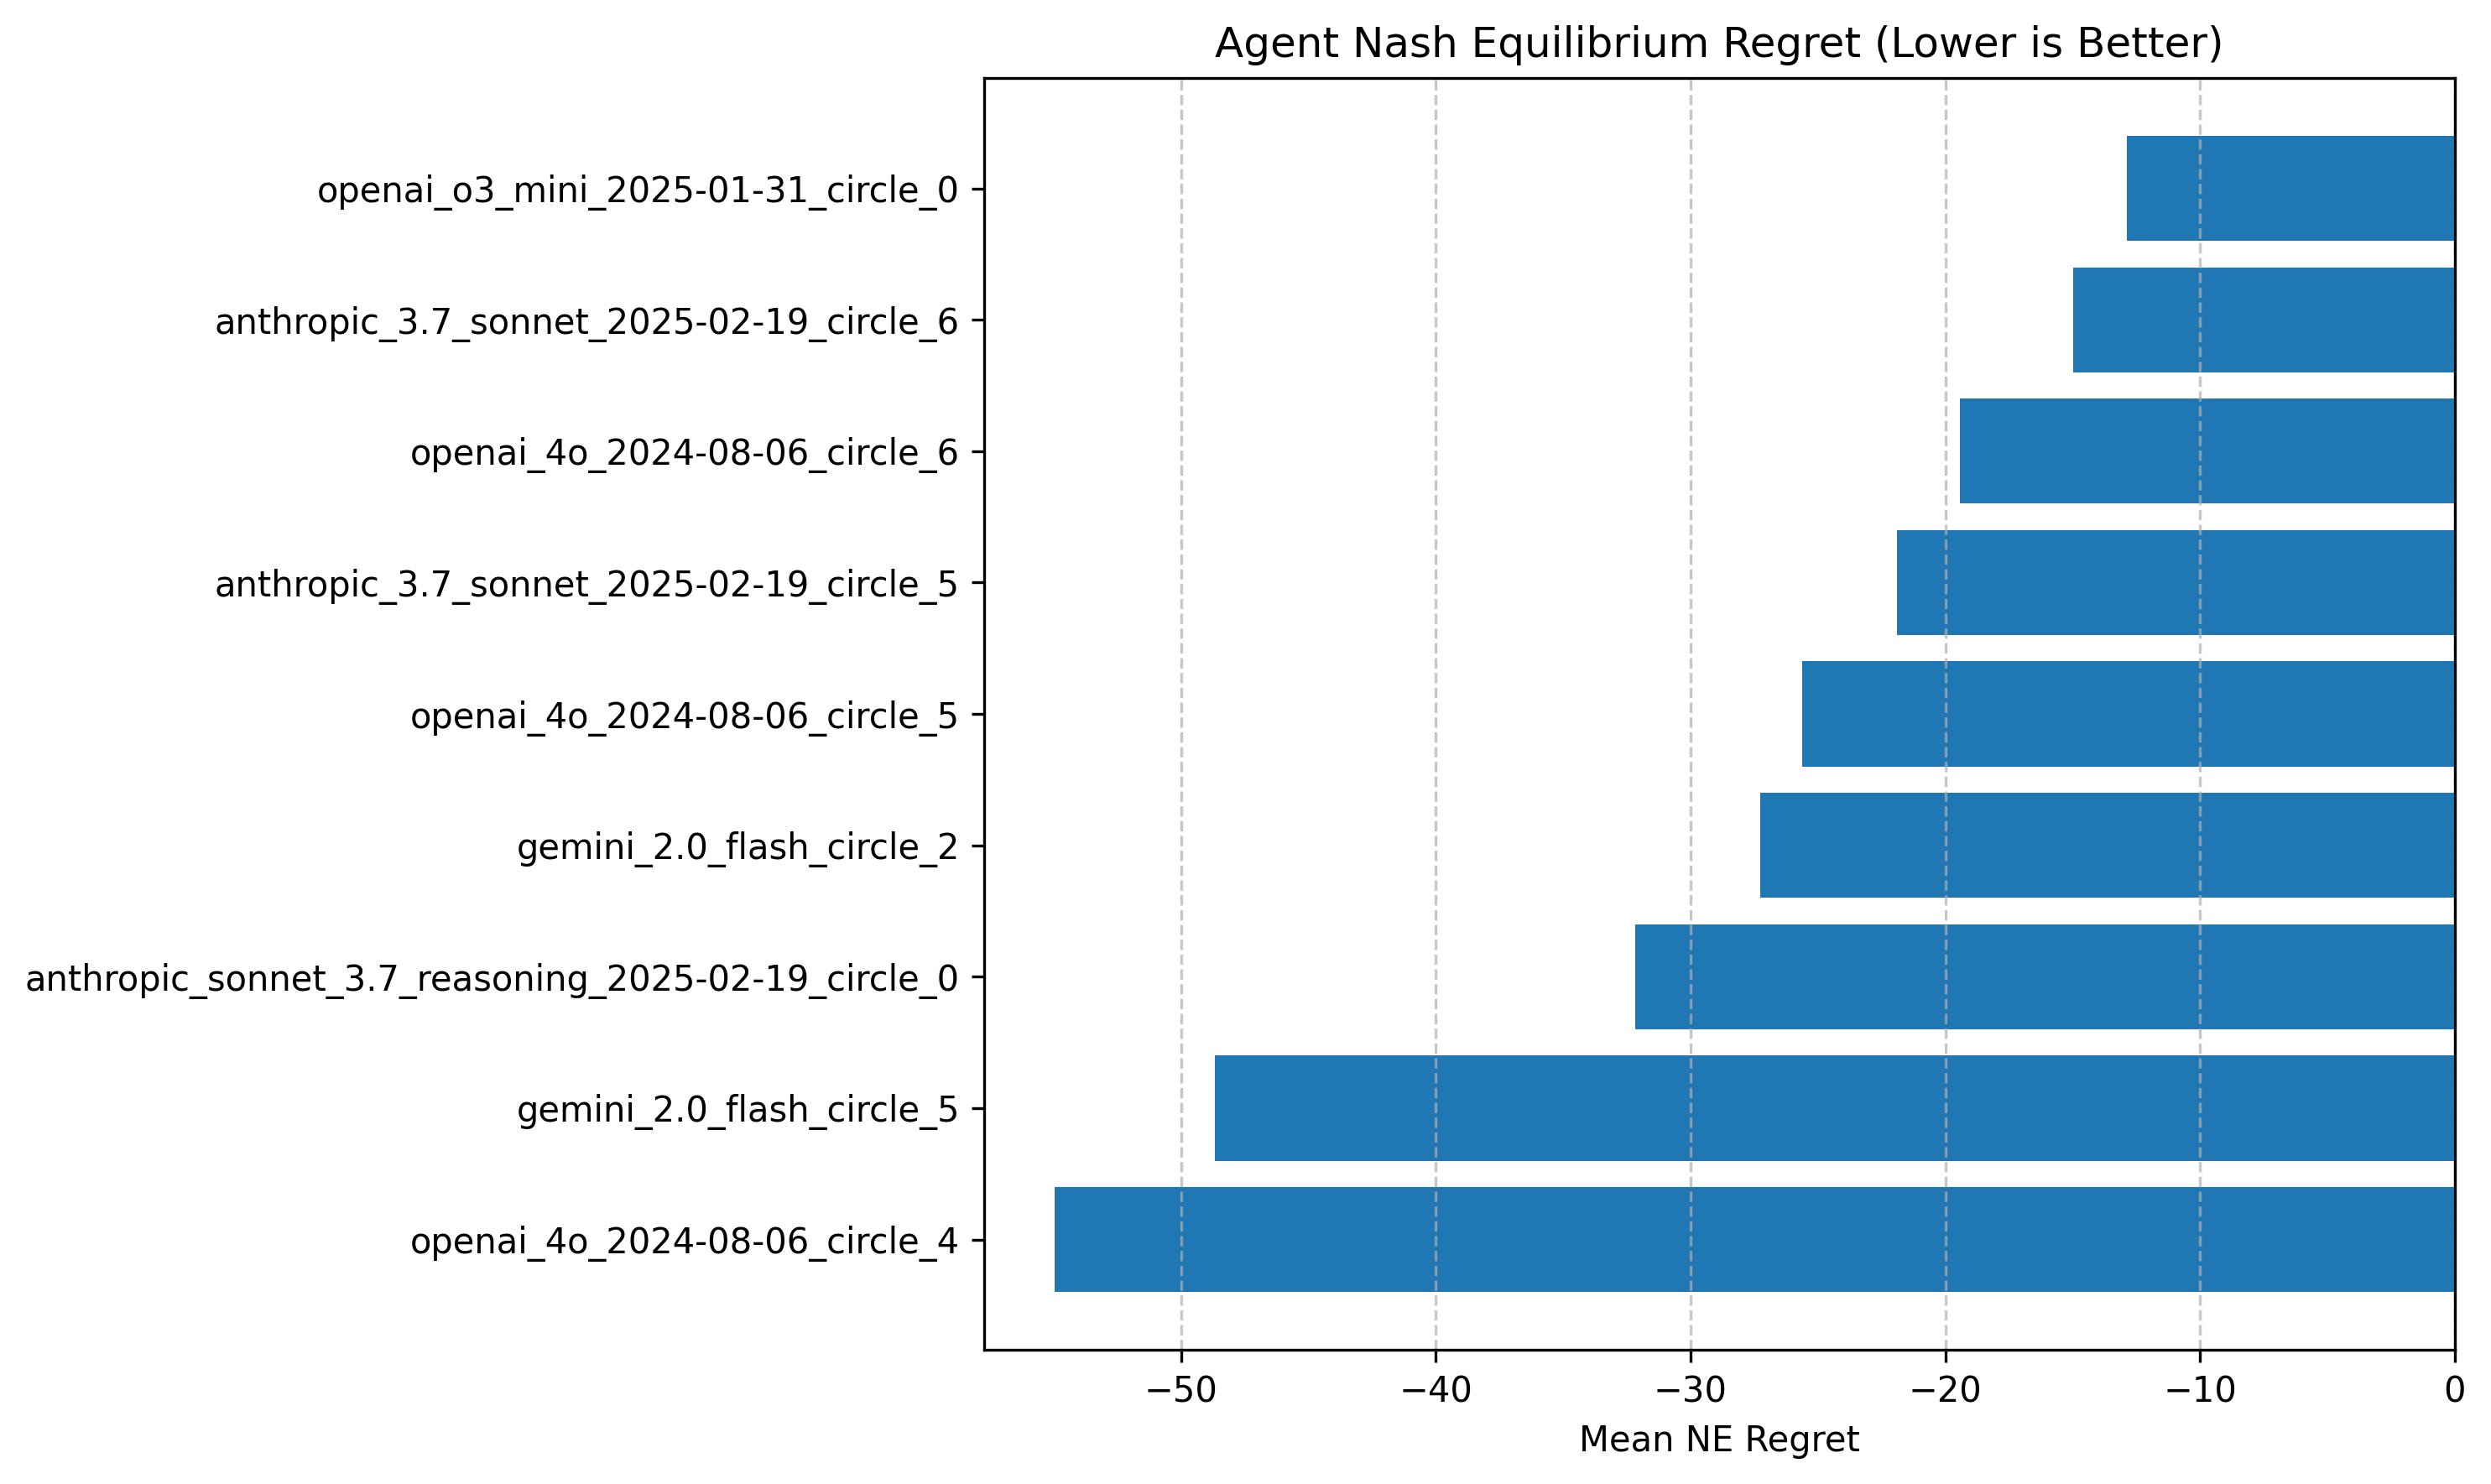 Agent Nash Equilibrium Regret (Lower is Better)
openai_o3_mini_2025-01-31_circle_0
anthropic_3.7_sonnet_2025-02-19_circle_6
openai_4o_2024-08-06_circle_6
anthropic_3.7_sonnet_2025-02-19_circle_5
openai_4o_2024-08-06_circle_5
gemini_2.0_flash_circle_2
anthropic_sonnet_3.7_reasoning_2025-02-19_circle_0
gemini_2.0_flash_circle_5
openai_4o_2024-08-06_circle_4
−50 −40 −30 −20 −10 0
Mean NE Regret